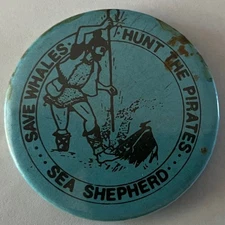 SAVE WHALES: HUNT THE PIRATES
...SEA SHEPHERD...